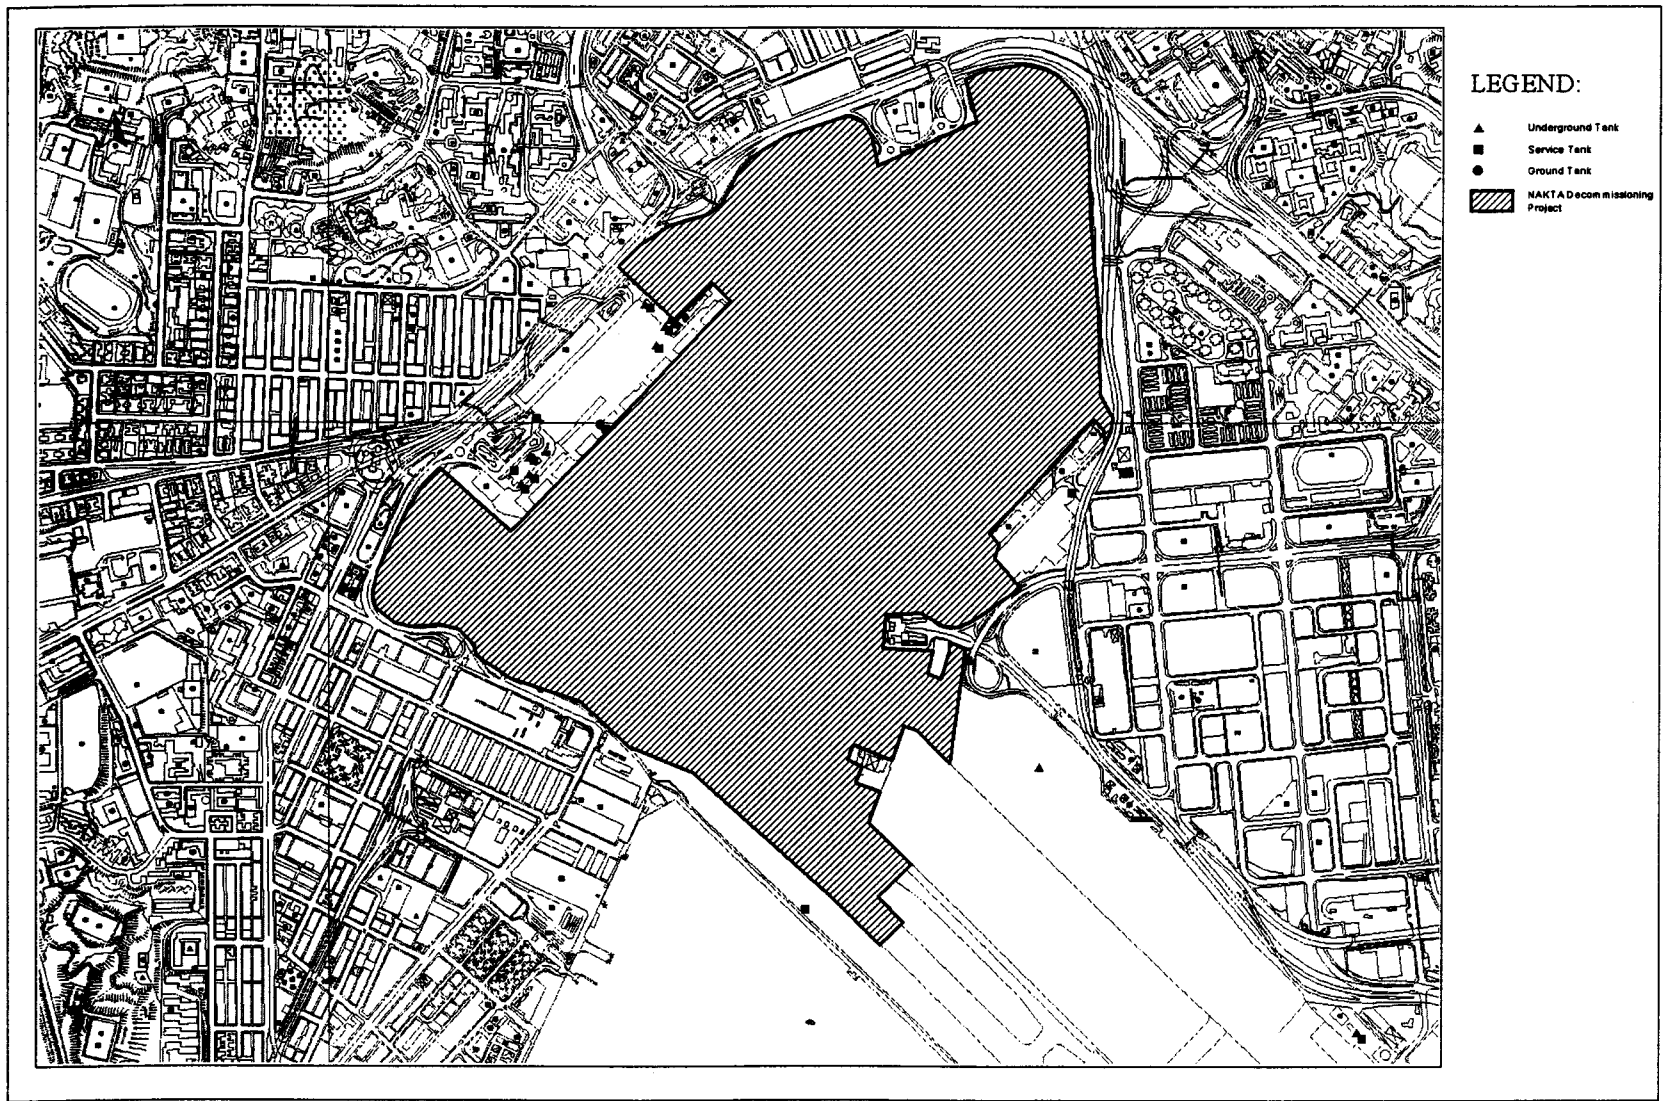 LEGEND:
Underground Tank
Service Tank
Ground Tank
NAKTA Decommissioning
Project